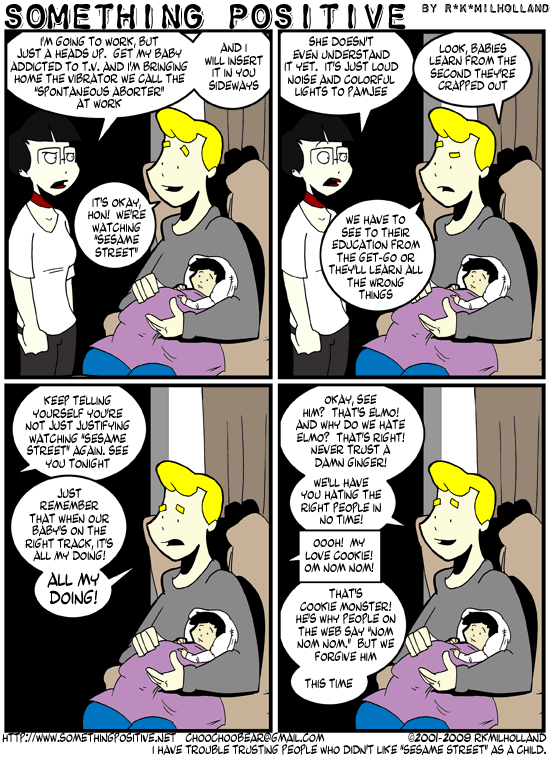 SOMETHING POSITIVE BY R*K*MILHOLLAND
I'M GOING TO WORK, BUT
JUST A HEADS UP. GET MY BABY
ADDICTED TO T.V. AND I'M BRINGING
HOME THE VIBRATOR WE CALL THE
"SPONTANEOUS ABORTER"
AT WORK
AND I
WILL INSERT
IT IN YOU
SIDEWAYS
IT'S OKAY,
HON! WE'RE
WATCHING
"SESAME
STREET"
SHE DOESN'T
EVEN UNDERSTAND
IT YET. IT'S JUST LOUD
NOISE AND COLORFUL
LIGHTS TO PAMJEE
LOOK, BABIES
LEARN FROM THE
SECOND THEY'RE
CRAPPED OUT
WE HAVE TO
SEE TO THEIR
EDUCATION FROM
THE GET-GO OR
THEY'LL LEARN ALL
THE WRONG
THINGS
KEEP TELLING
YOURSELF YOU'RE
NOT JUST JUSTIFYING
WATCHING "SESAME
STREET" AGAIN. SEE
YOU TONIGHT
JUST
REMEMBER
THAT WHEN OUR
BABY'S ON THE
RIGHT TRACK, IT'S
ALL MY DOING!
ALL MY
DOING!
OKAY, SEE
HIM? THAT'S ELMO!
AND WHY DO WE HATE
ELMO? THAT'S RIGHT!
NEVER TRUST A
DAMN GINGER!
WE'LL HAVE
YOU HATING THE
RIGHT PEOPLE IN
NO TIME!
OOOH! MY
LOVE COOKIE!
OM NOM NOM!
THAT'S
COOKIE MONSTER!
HE'S WHY PEOPLE ON
THE WEB SAY "NOM
NOM NOM." BUT WE
FORGIVE HIM
THIS TIME
HTTP://WWW.SOMETHINGPOSITIVE.NET CHOOCHOOBEAR@GMAIL.COM ©2001-2009 RKMILHOLLAND
I HAVE TROUBLE TRUSTING PEOPLE WHO DIDN'T LIKE "SESAME STREET" AS A CHILD.